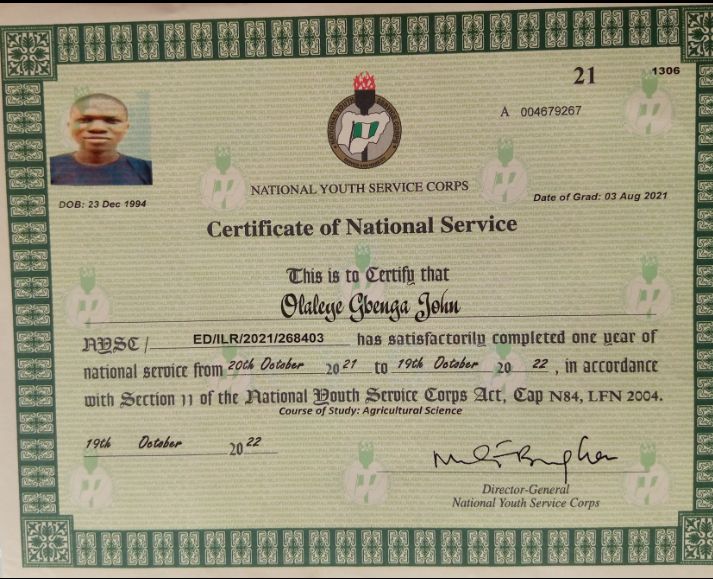 21
1306
A 004679267
NATIONAL YOUTH SERVICE CORPS
DOB: 23 Dec 1994
Date of Grad: 03 Aug 2021
Certificate of National Service
This is to Certify that
Olaleye Gbenga John
NYSC/ ED/ILR/2021/268403 has satisfactorily completed one year of
national service from 20th October 2021 to 19th October 2022, in accordance
with Section 11 of the National Youth Service Corps Act, Cap N84, LFN 2004.
Course of Study: Agricultural Science
19th October 2022
Director-General
National Youth Service Corps